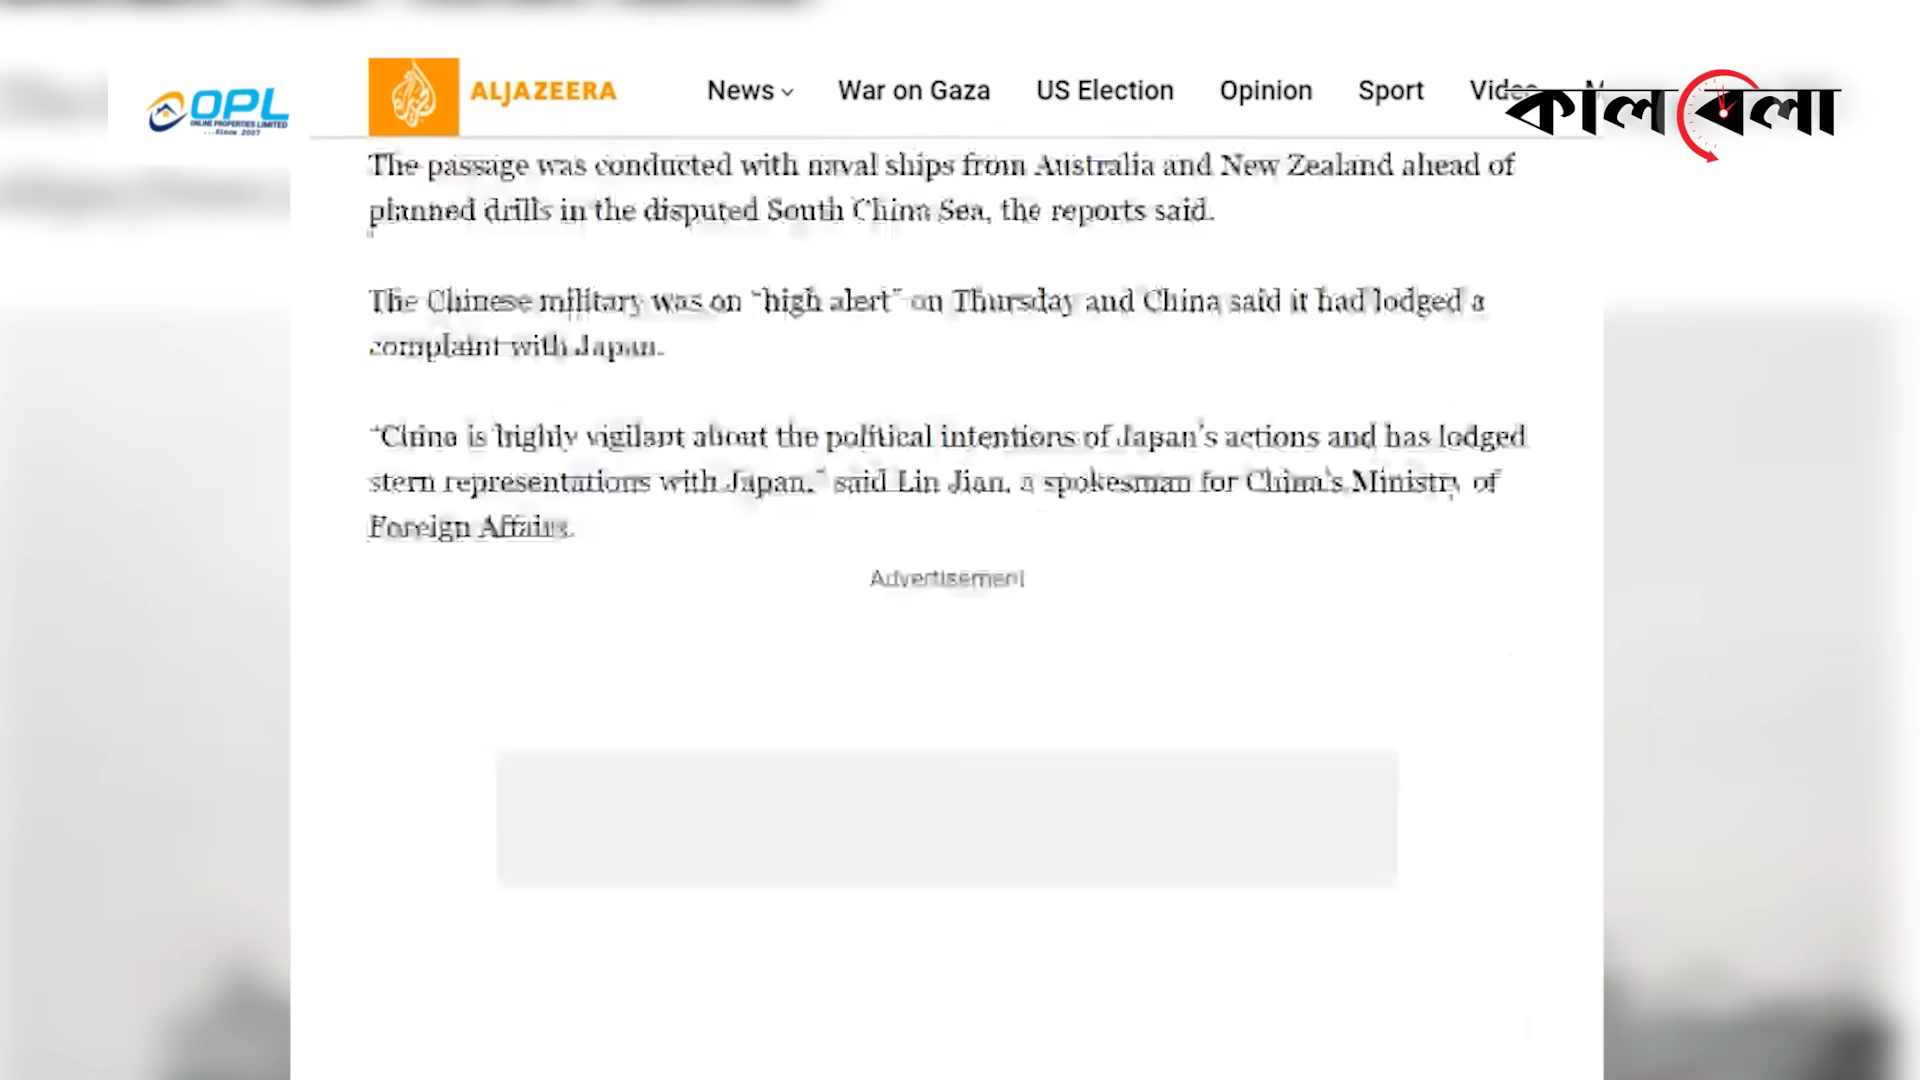 OPL
ONLINE PROPERTIES LIMITED
...Since 2007
ALJAZEERA
News
War on Gaza
US Election
Opinion
Sport
Video
কালবেলা
The passage was conducted with naval ships from Australia and New Zealand ahead of
planned drills in the disputed South China Sea, the reports said.
The Chinese military was on “high alert” on Thursday and China said it had lodged a
complaint with Japan.
“China is highly vigilant about the political intentions of Japan’s actions and has lodged
stern representations with Japan,” said Lin Jian, a spokesman for China’s Ministry of
Foreign Affairs.
Advertisement